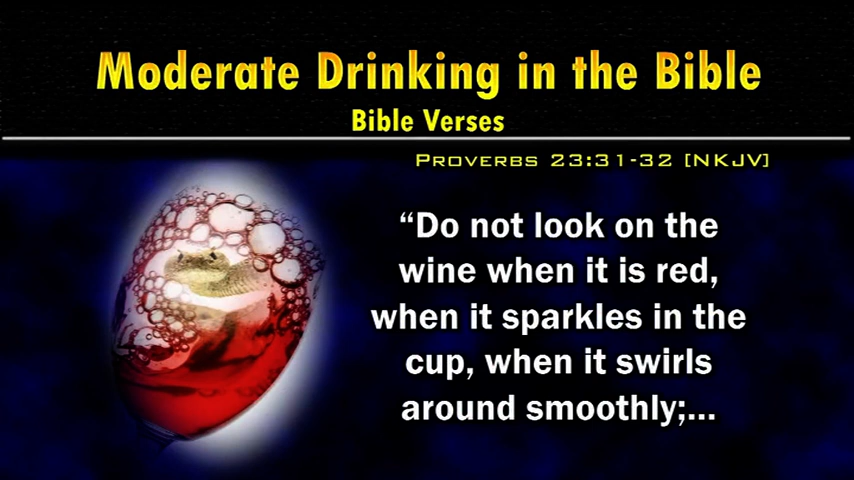 Moderate Drinking in the Bible
Bible Verses
Proverbs 23:31-32 [NKJV]
“Do not look on the
wine when it is red,
when it sparkles in the
cup, when it swirls
around smoothly;...